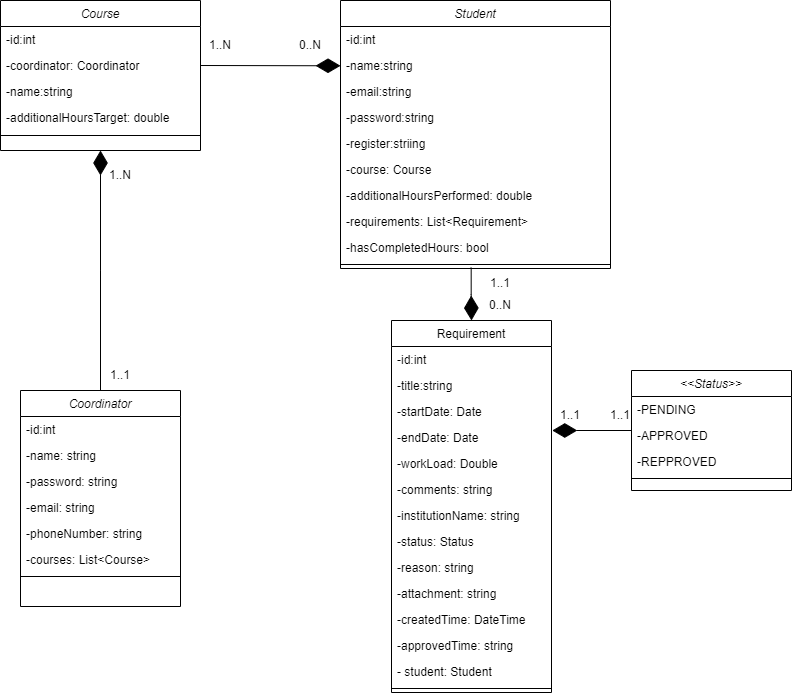 Course
-id:int
-coordinator: Coordinator
-name:string
-additionalHoursTarget: double
1..N
0..N
Student
-id:int
-name:string
-email:string
-password:string
-register:striing
-course: Course
-additionalHoursPerformed: double
-requirements: List<Requirement>
-hasCompletedHours: bool
1..N
1..1
Coordinator
-id:int
-name: string
-password: string
-email: string
-phoneNumber: string
-courses: List<Course>
1..1
0..N
Requirement
-id:int
-title:string
-startDate: Date
-endDate: Date
-workLoad: Double
-comments: string
-institutionName: string
-status: Status
-reason: string
-attachment: string
-createdTime: DateTime
-approvedTime: string
- student: Student
1..1
1..1
<<Status>>
-PENDING
-APPROVED
-REPPROVED